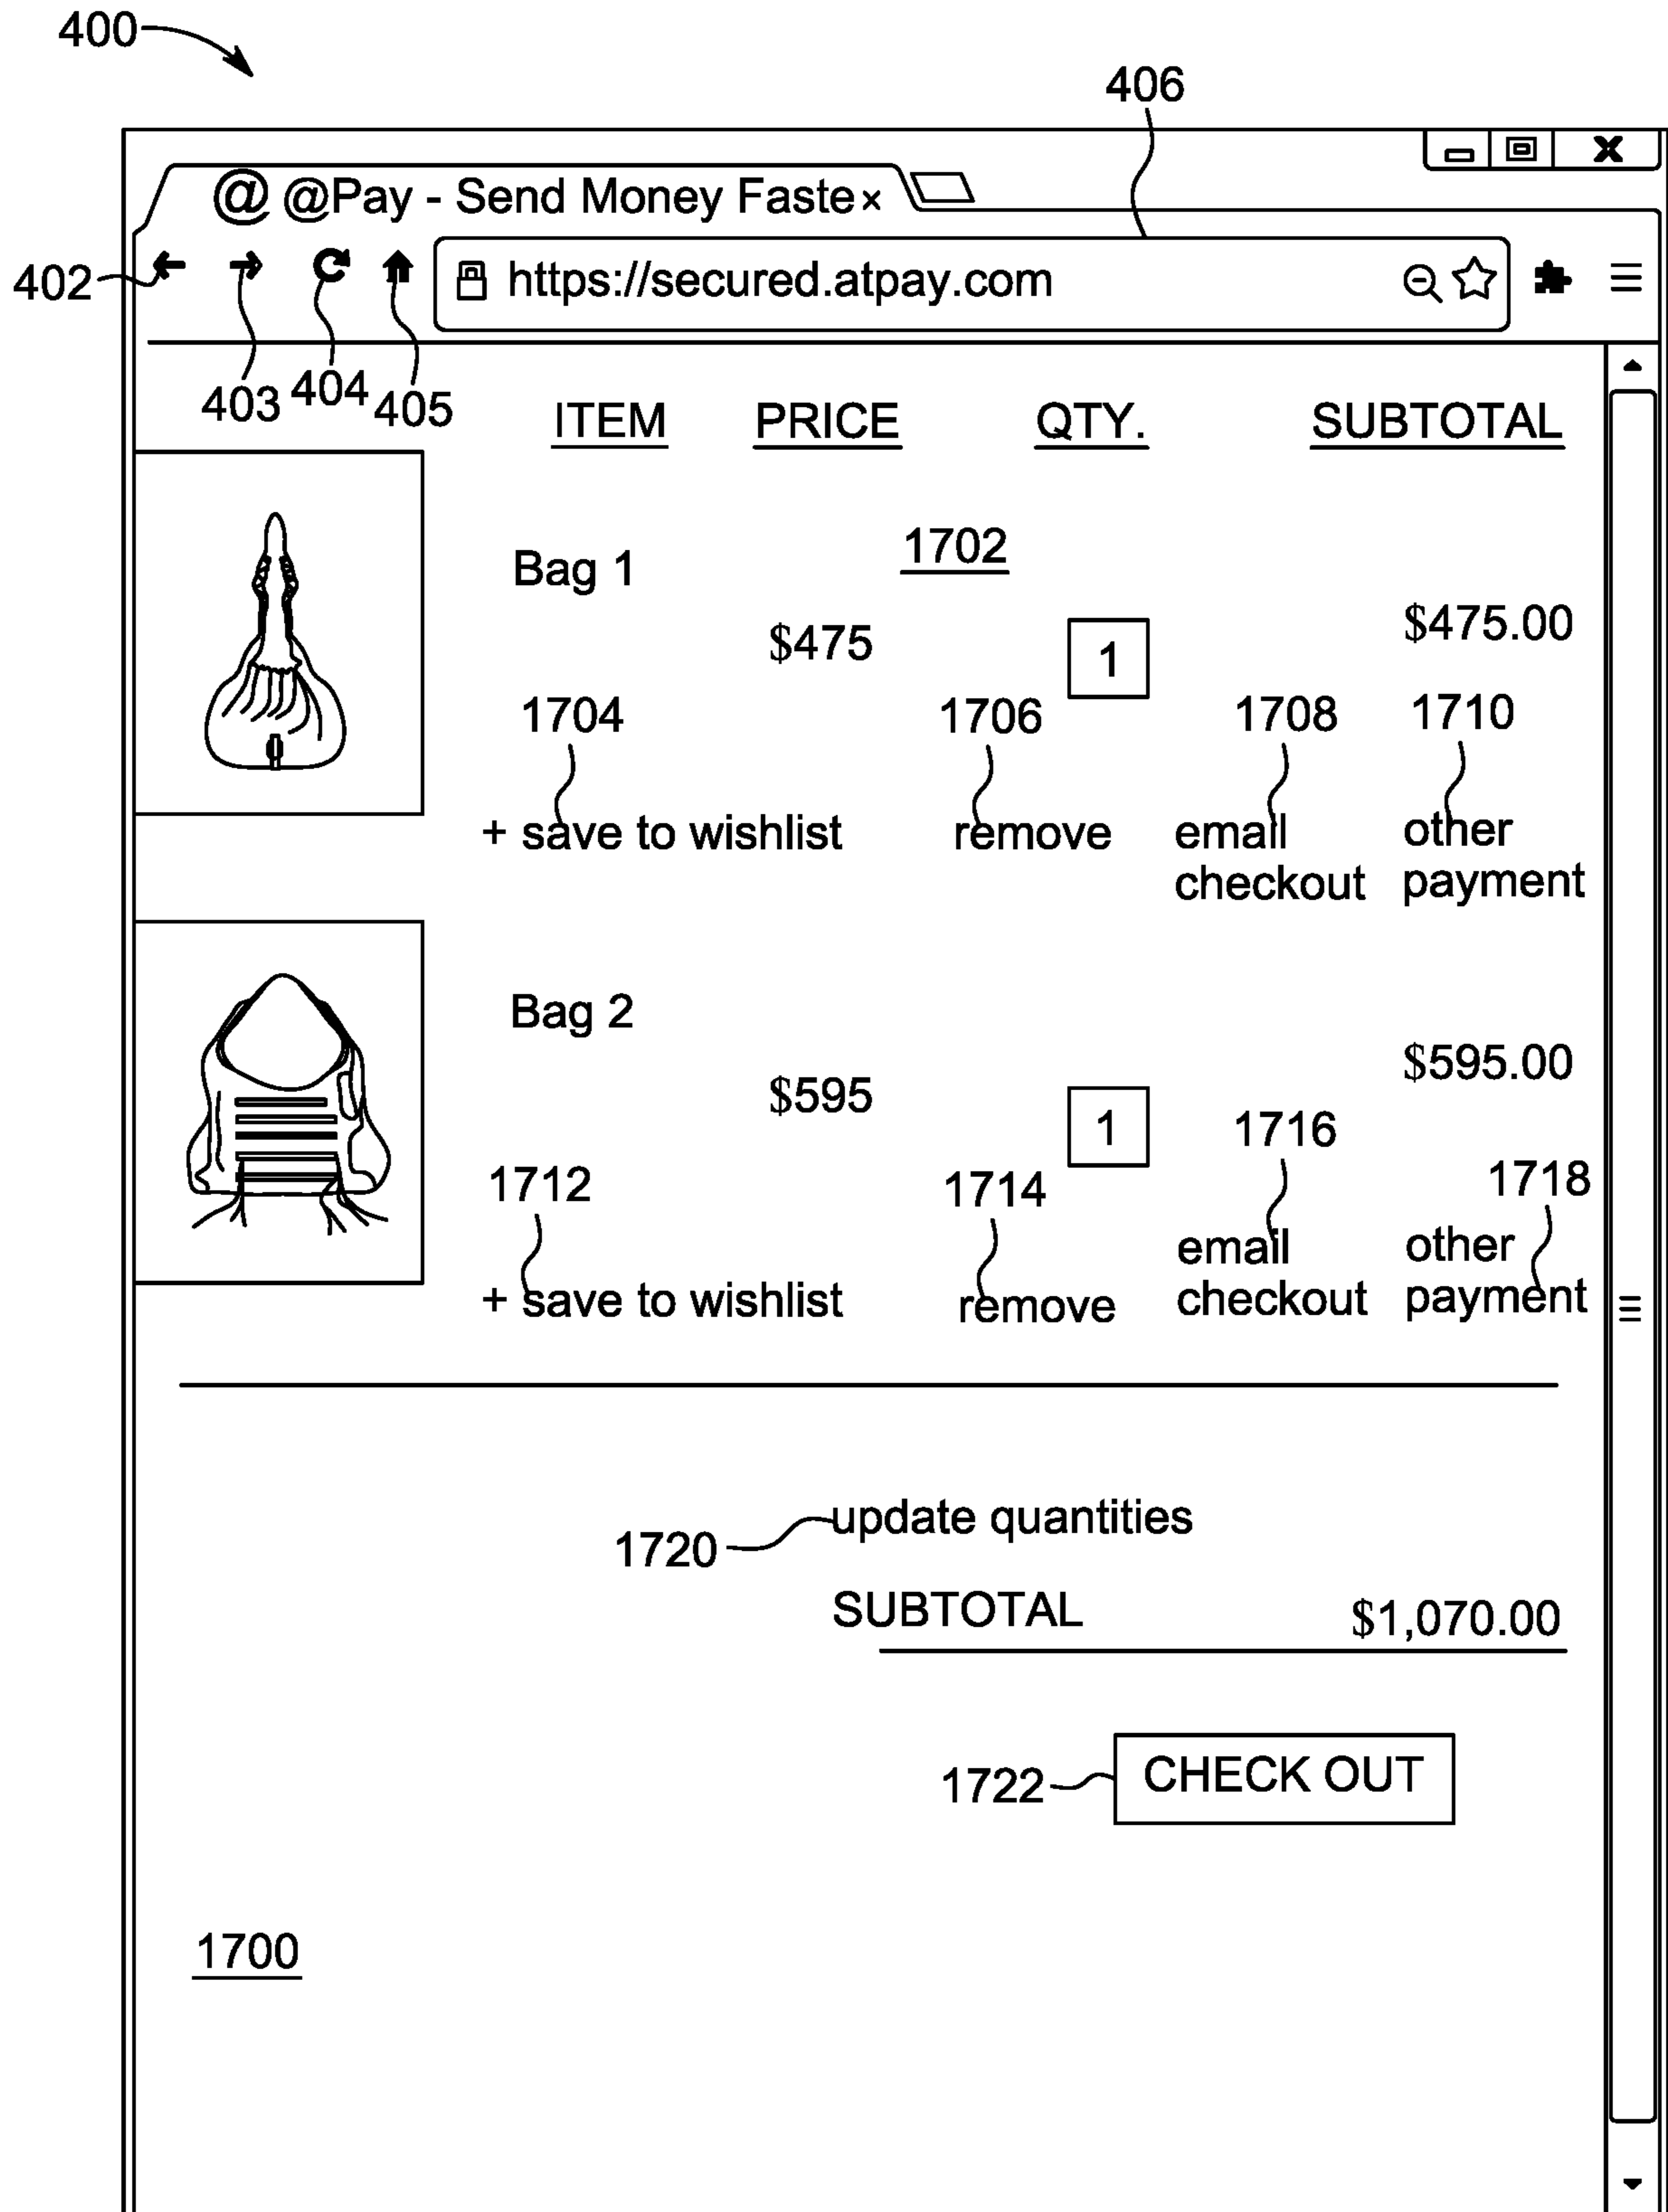 400
406
@ @Pay - Send Money Faste x
402
https://secured.atpay.com
403 404 405
ITEM PRICE QTY. SUBTOTAL
1702
Bag 1
$475 1 $475.00
1704 1706 1708 1710
+ save to wishlist remove email checkout other payment
Bag 2
$595 1 $595.00
1712 1714 1716 1718
+ save to wishlist remove email checkout other payment
1720 update quantities
SUBTOTAL $1,070.00
1722 CHECK OUT
1700